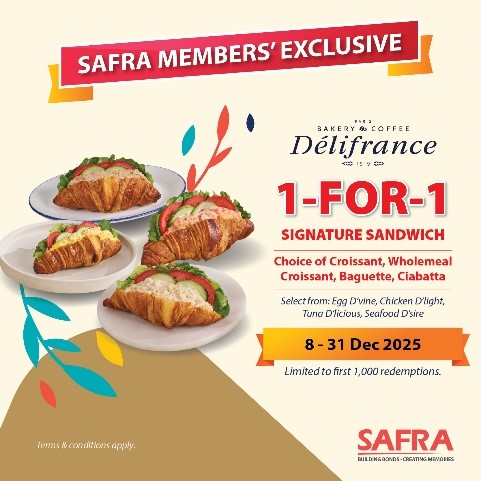 SAFRA MEMBERS' EXCLUSIVE
PARIS
BAKERY & COFFEE
Délifrance
1919
1-FOR-1
SIGNATURE SANDWICH
Choice of Croissant, Wholemeal
Croissant, Baguette, Ciabatta
Select from: Egg D'vine, Chicken D'light,
Tuna D'licious, Seafood D'sire
8 - 31 Dec 2025
Limited to first 1,000 redemptions.
Terms & conditions apply.
SAFRA
BUILDING BONDS • CREATING MEMORIES